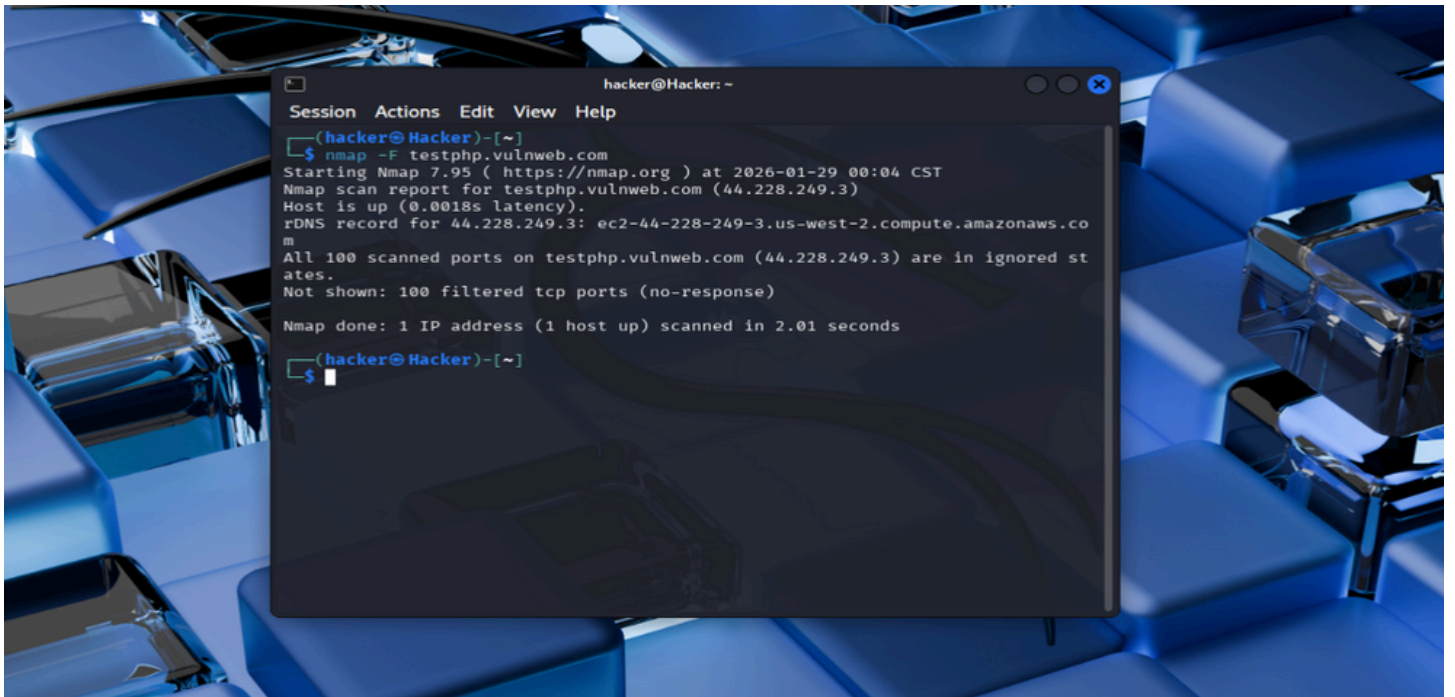 hacker@Hacker: ~
Session Actions Edit View Help
┌──(hacker㉿Hacker)-[~]
└─$ nmap -F testphp.vulnweb.com
Starting Nmap 7.95 ( https://nmap.org ) at 2026-01-29 00:04 CST
Nmap scan report for testphp.vulnweb.com (44.228.249.3)
Host is up (0.0018s latency).
rDNS record for 44.228.249.3: ec2-44-228-249-3.us-west-2.compute.amazonaws.co
m
All 100 scanned ports on testphp.vulnweb.com (44.228.249.3) are in ignored st
ates.
Not shown: 100 filtered tcp ports (no-response)
Nmap done: 1 IP address (1 host up) scanned in 2.01 seconds
┌──(hacker㉿Hacker)-[~]
└─$